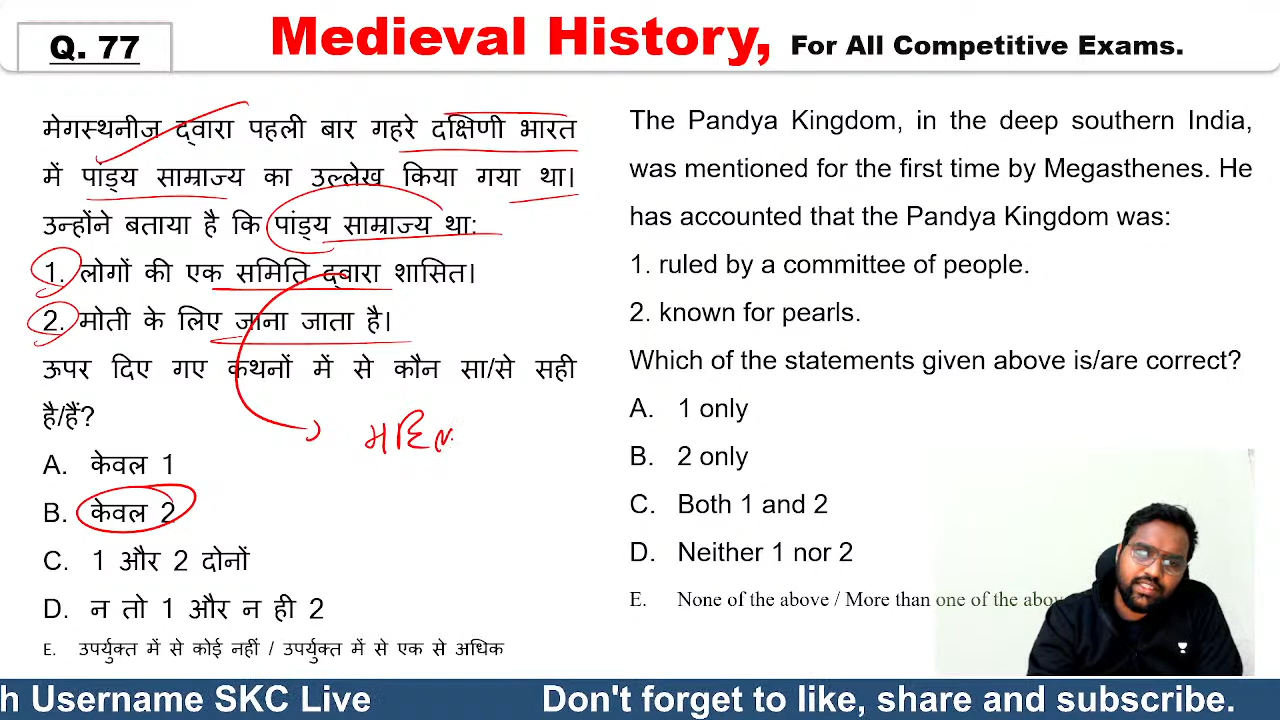 Q. 77
Medieval History, For All Competitive Exams.
मेगस्थनीज द्वारा पहली बार गहरे दक्षिणी भारत
में पांड्य साम्राज्य का उल्लेख किया गया था।
उन्होंने बताया है कि पांड्य साम्राज्य था:
1. लोगों की एक समिति द्वारा शासित।
2. मोती के लिए जाना जाता है।
ऊपर दिए गए कथनों में से कौन सा/से सही
है/हैं?
A. केवल 1
B. केवल 2
C. 1 और 2 दोनों
D. न तो 1 और न ही 2
E. उपर्युक्त में से कोई नहीं / उपर्युक्त में से एक से अधिक
The Pandya Kingdom, in the deep southern India,
was mentioned for the first time by Megasthenes. He
has accounted that the Pandya Kingdom was:
1. ruled by a committee of people.
2. known for pearls.
Which of the statements given above is/are correct?
A. 1 only
B. 2 only
C. Both 1 and 2
D. Neither 1 nor 2
E. None of the above / More than one of the
h Username SKC Live Don't forget to like, share and subscribe.